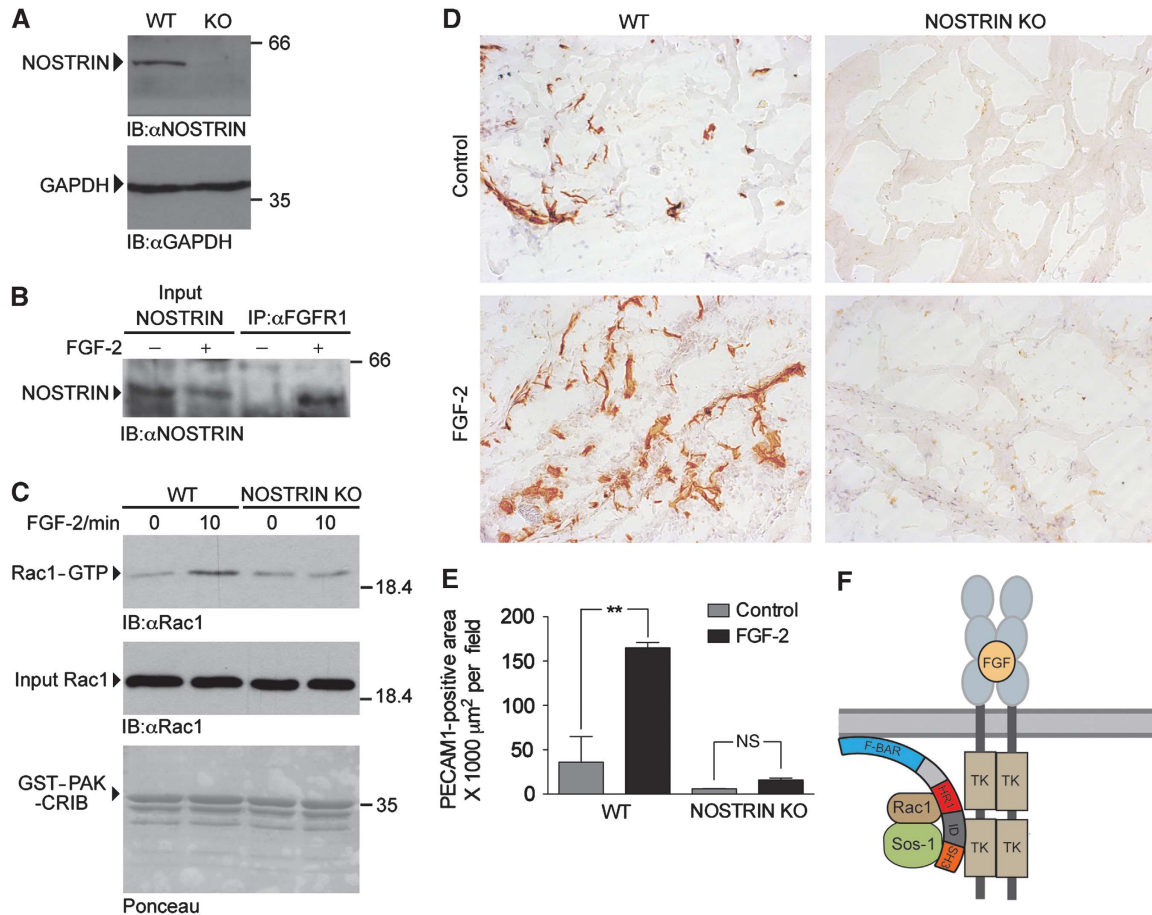 A
WT KO
NOSTRIN
66
IB:αNOSTRIN
GAPDH
35
IB:αGAPDH
B
Input
NOSTRIN IP:αFGFR1
FGF-2 – + – +
66
NOSTRIN
IB:αNOSTRIN
C
WT NOSTRIN KO
FGF-2/min 0 10 0 10
Rac1–GTP
18.4
IB:αRac1
Input Rac1
18.4
IB:αRac1
GST–PAK
-CRIB
35
Ponceau
D
WT NOSTRIN KO
Control
FGF-2
E
PECAM1-positive area
X 1000 μm² per field
200
150
100
50
0
** 
NS
Control
FGF-2
WT NOSTRIN KO
F
FGF
F-BAR
HR1
ID
SH3
Rac1
Sos-1
TK TK
TK TK